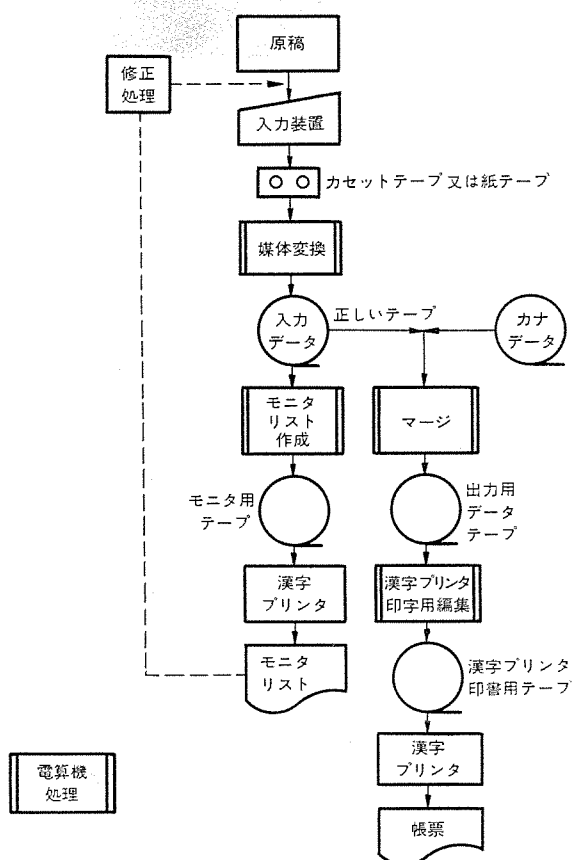 原稿
修正
処理
入力装置
カセットテープ又は紙テープ
媒体変換
入力
データ
正しいテープ
カナ
データ
モニタ
リスト
作成
マージ
モニタ用
テープ
出力用
データ
テープ
漢字
プリンタ
漢字プリンタ
印字用編集
モニタ
リスト
漢字プリンタ
印書用テープ
漢字
プリンタ
電算機
処理
帳票